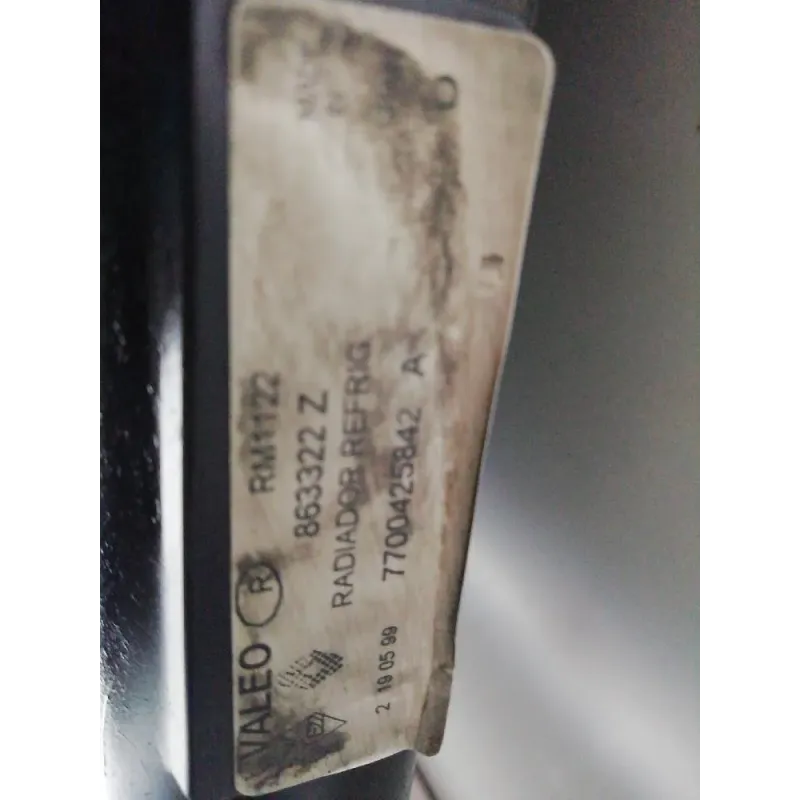 VALEO R RM1122
863322 Z
RADIADOR REFRIG
7700425842 A
2 19 05 99